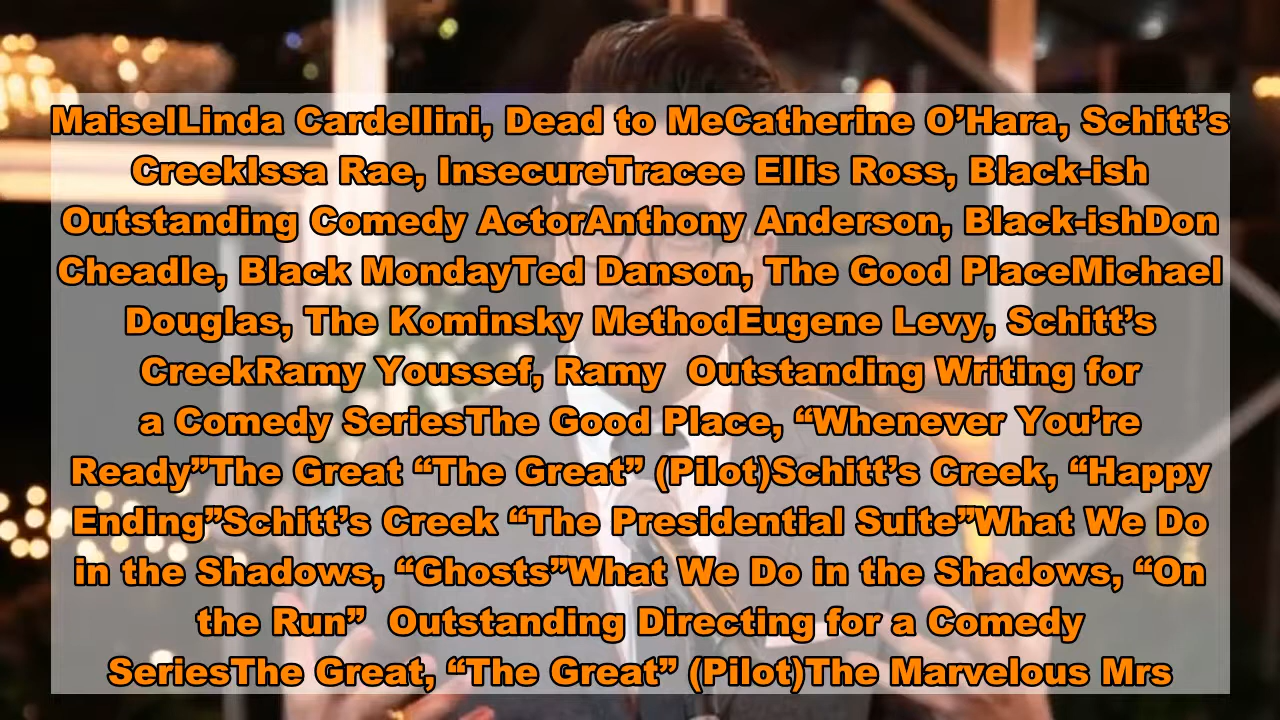 MaiselLinda Cardellini, Dead to MeCatherine O’Hara, Schitt’s
CreekIssa Rae, InsecureTracee Ellis Ross, Black-ish
Outstanding Comedy ActorAnthony Anderson, Black-ishDon
Cheadle, Black MondayTed Danson, The Good PlaceMichael
Douglas, The Kominsky MethodEugene Levy, Schitt’s
CreekRamy Youssef, Ramy  Outstanding Writing for
a Comedy SeriesThe Good Place, “Whenever You’re
Ready”The Great “The Great” (Pilot)Schitt’s Creek, “Happy
Ending”Schitt’s Creek “The Presidential Suite”What We Do
in the Shadows, “Ghosts”What We Do in the Shadows, “On
the Run”  Outstanding Directing for a Comedy
SeriesThe Great, “The Great” (Pilot)The Marvelous Mrs